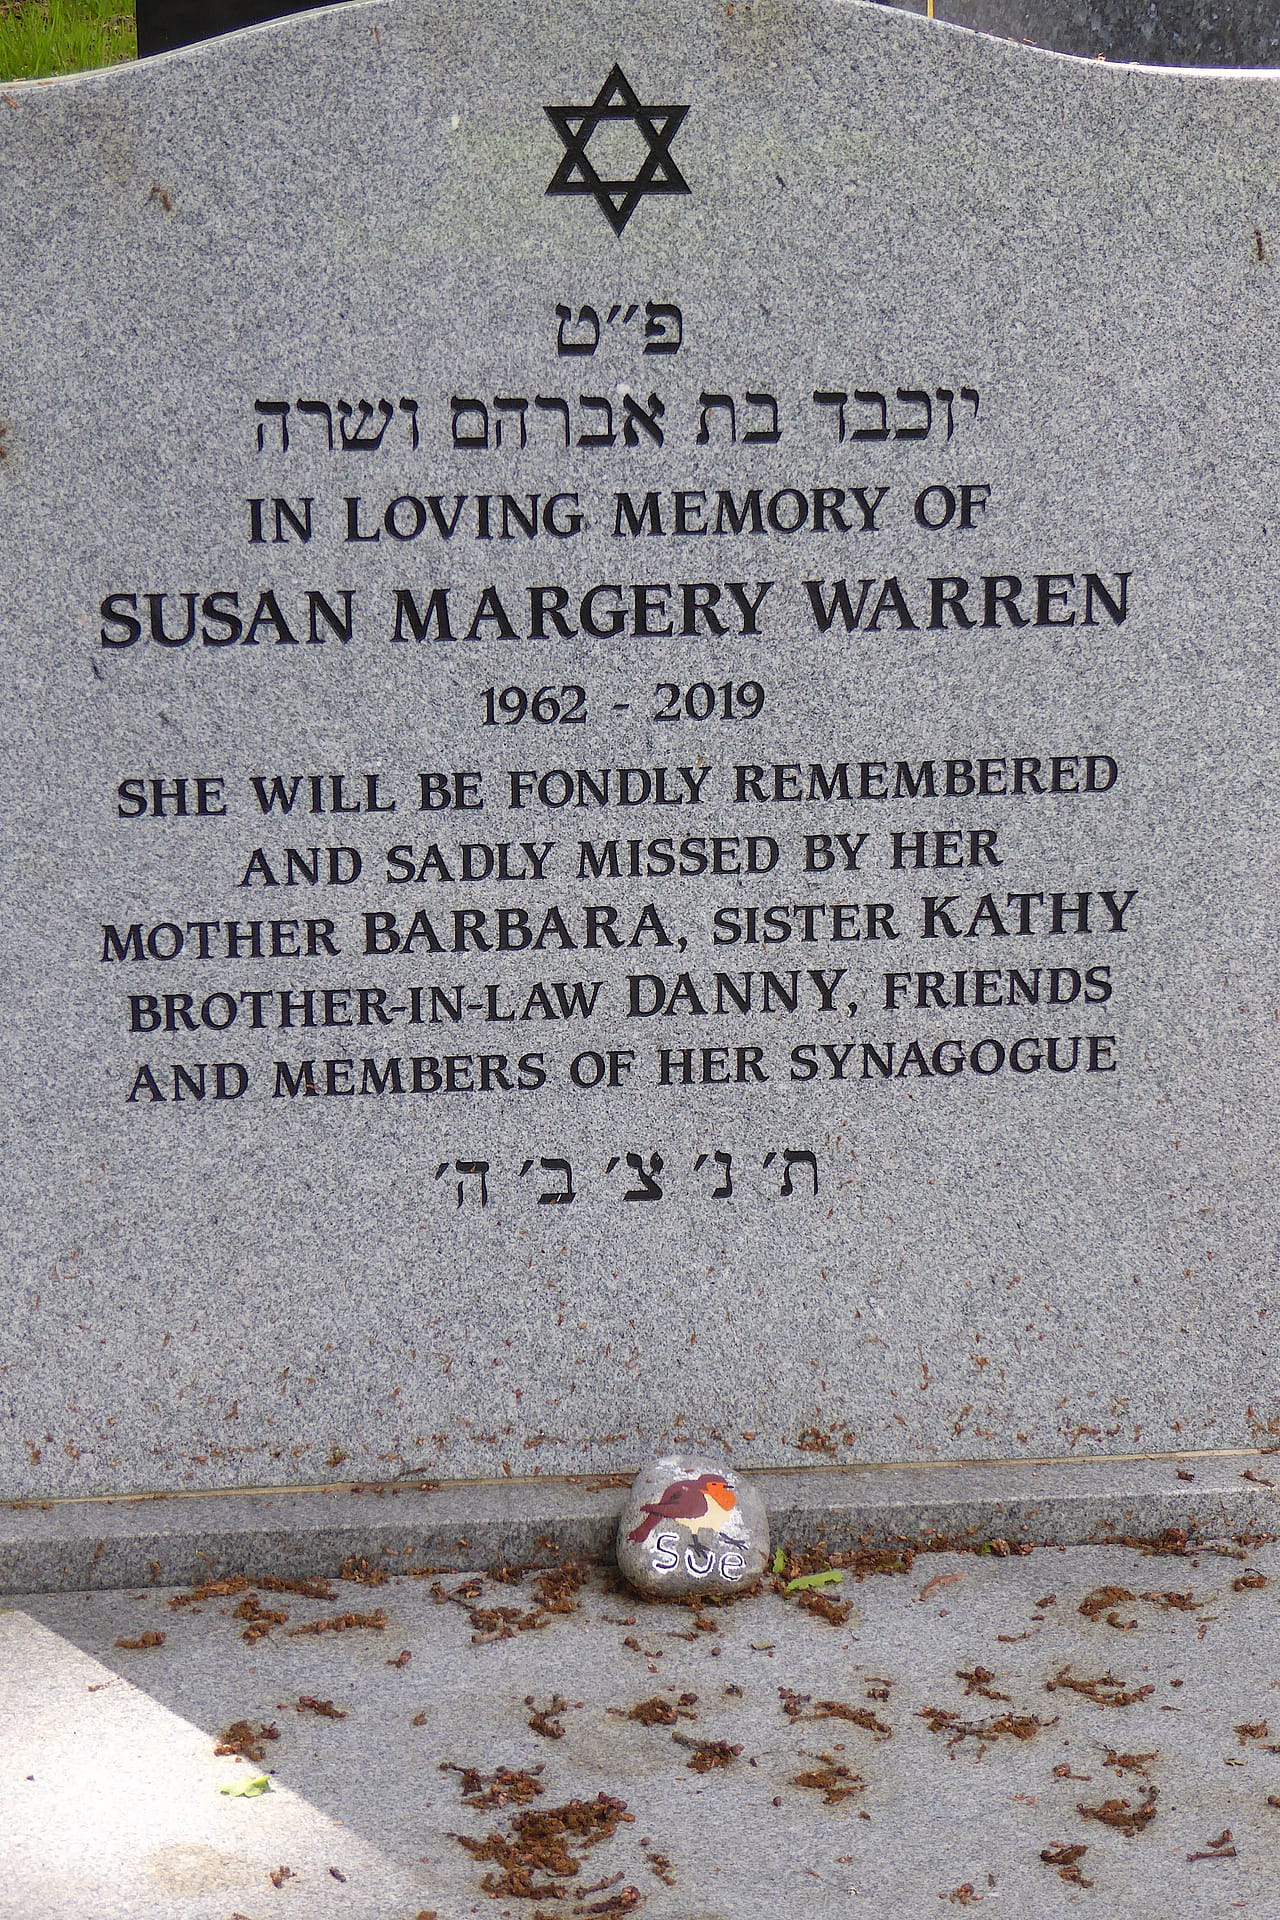 פ״ט
יוכבד בת אברהם ושרה
IN LOVING MEMORY OF
SUSAN MARGERY WARREN
1962 - 2019
SHE WILL BE FONDLY REMEMBERED
AND SADLY MISSED BY HER
MOTHER BARBARA, SISTER KATHY
BROTHER-IN-LAW DANNY, FRIENDS
AND MEMBERS OF HER SYNAGOGUE
ת׳ נ׳ צ׳ ב׳ ה׳
Sue